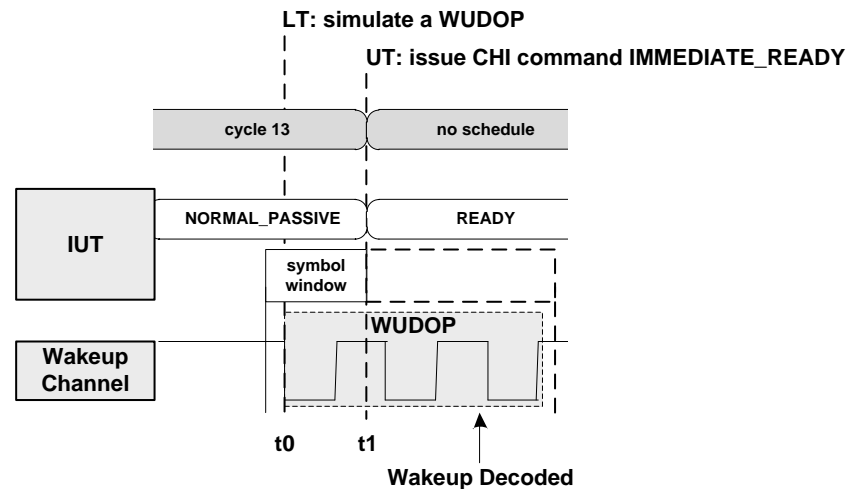 LT: simulate a WUDOP
UT: issue CHI command IMMEDIATE_READY
cycle 13
no schedule
IUT
NORMAL_PASSIVE
READY
symbol
window
WUDOP
Wakeup
Channel
t0
t1
Wakeup Decoded